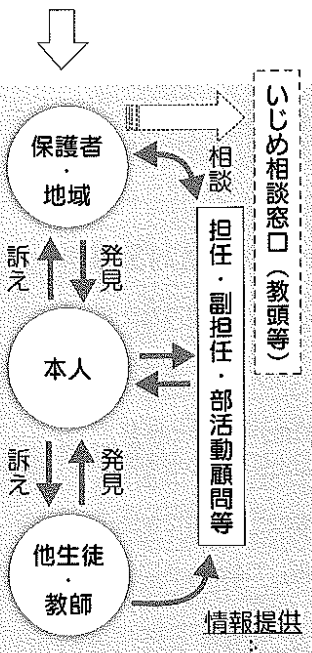 保護者
・
地域
相談
いじめ相談窓口（教頭等）
訴え
発見
担任・副担任・部活動顧問等
本人
訴え
発見
他生徒
・
教師
情報提供